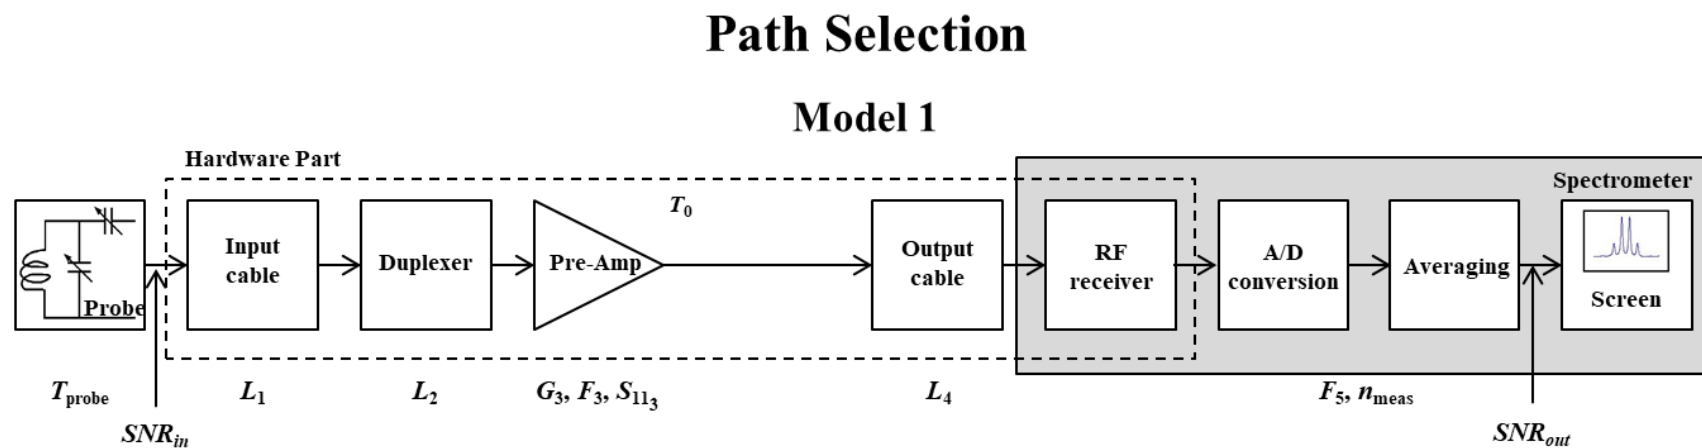 Path Selection
Model 1
Hardware Part
Spectrometer
T0
Probe
Input
cable
Duplexer
Pre-Amp
Output
cable
RF
receiver
A/D
conversion
Averaging
Screen
Tprobe
L1
L2
G3, F3, S113
L4
F5, nmeas
SNRin
SNRout